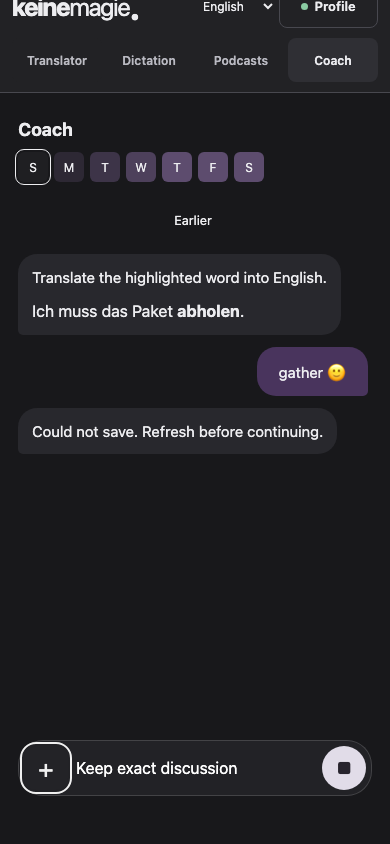 keinemagie.
English
Profile
Translator
Dictation
Podcasts
Coach
Coach
S
M
T
W
T
F
S
Earlier
Translate the highlighted word into English.
Ich muss das Paket abholen.
gather 🙂
Could not save. Refresh before continuing.
+
Keep exact discussion